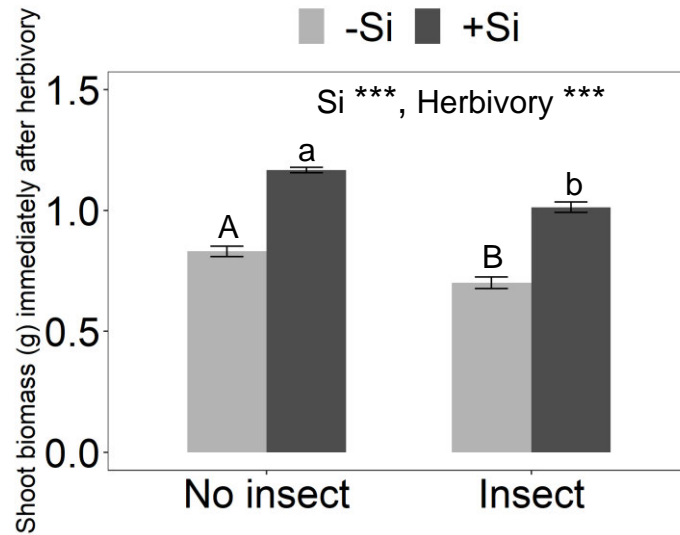 -Si +Si
Shoot biomass (g) immediately after herbivory
1.5
1.0
0.5
0.0
Si ***, Herbivory ***
A
a
B
b
No insect
Insect